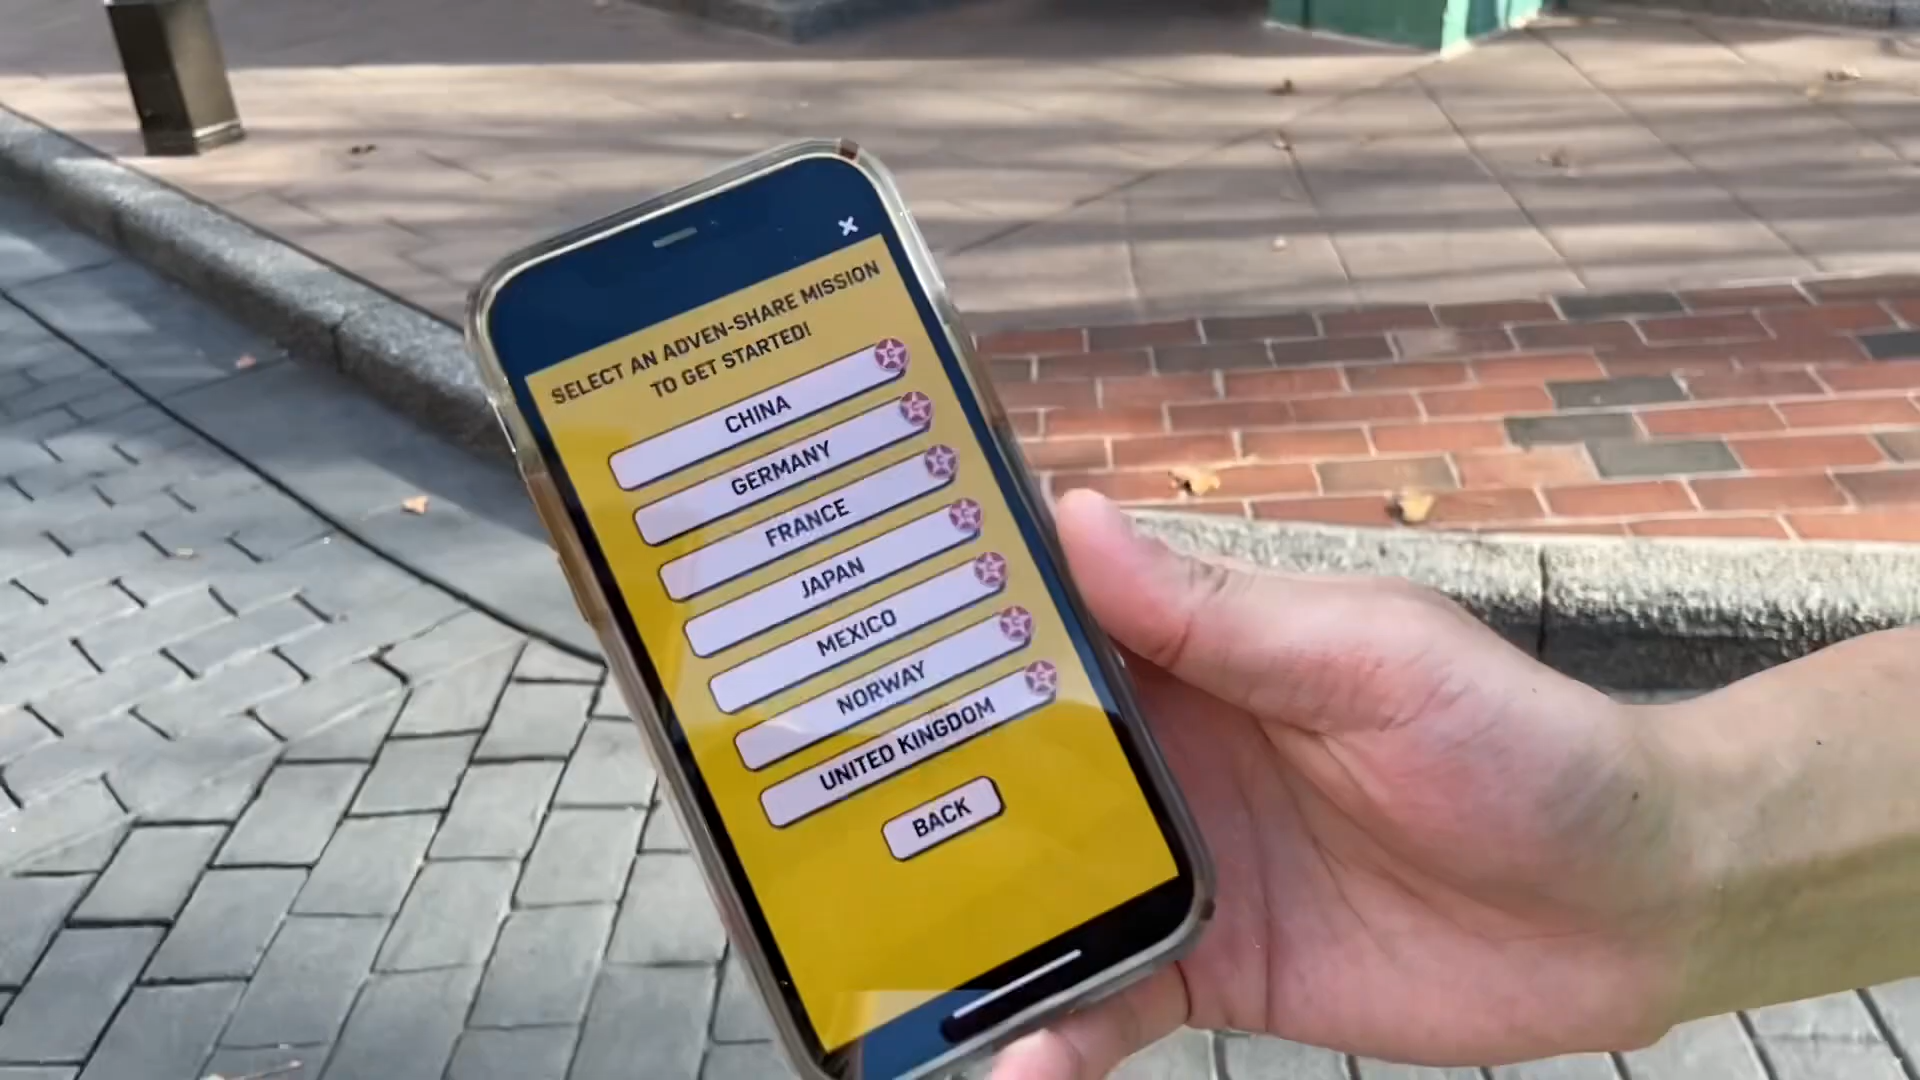 SELECT AN ADVEN-SHARE MISSION
TO GET STARTED!
CHINA
GERMANY
FRANCE
JAPAN
MEXICO
NORWAY
UNITED KINGDOM
BACK